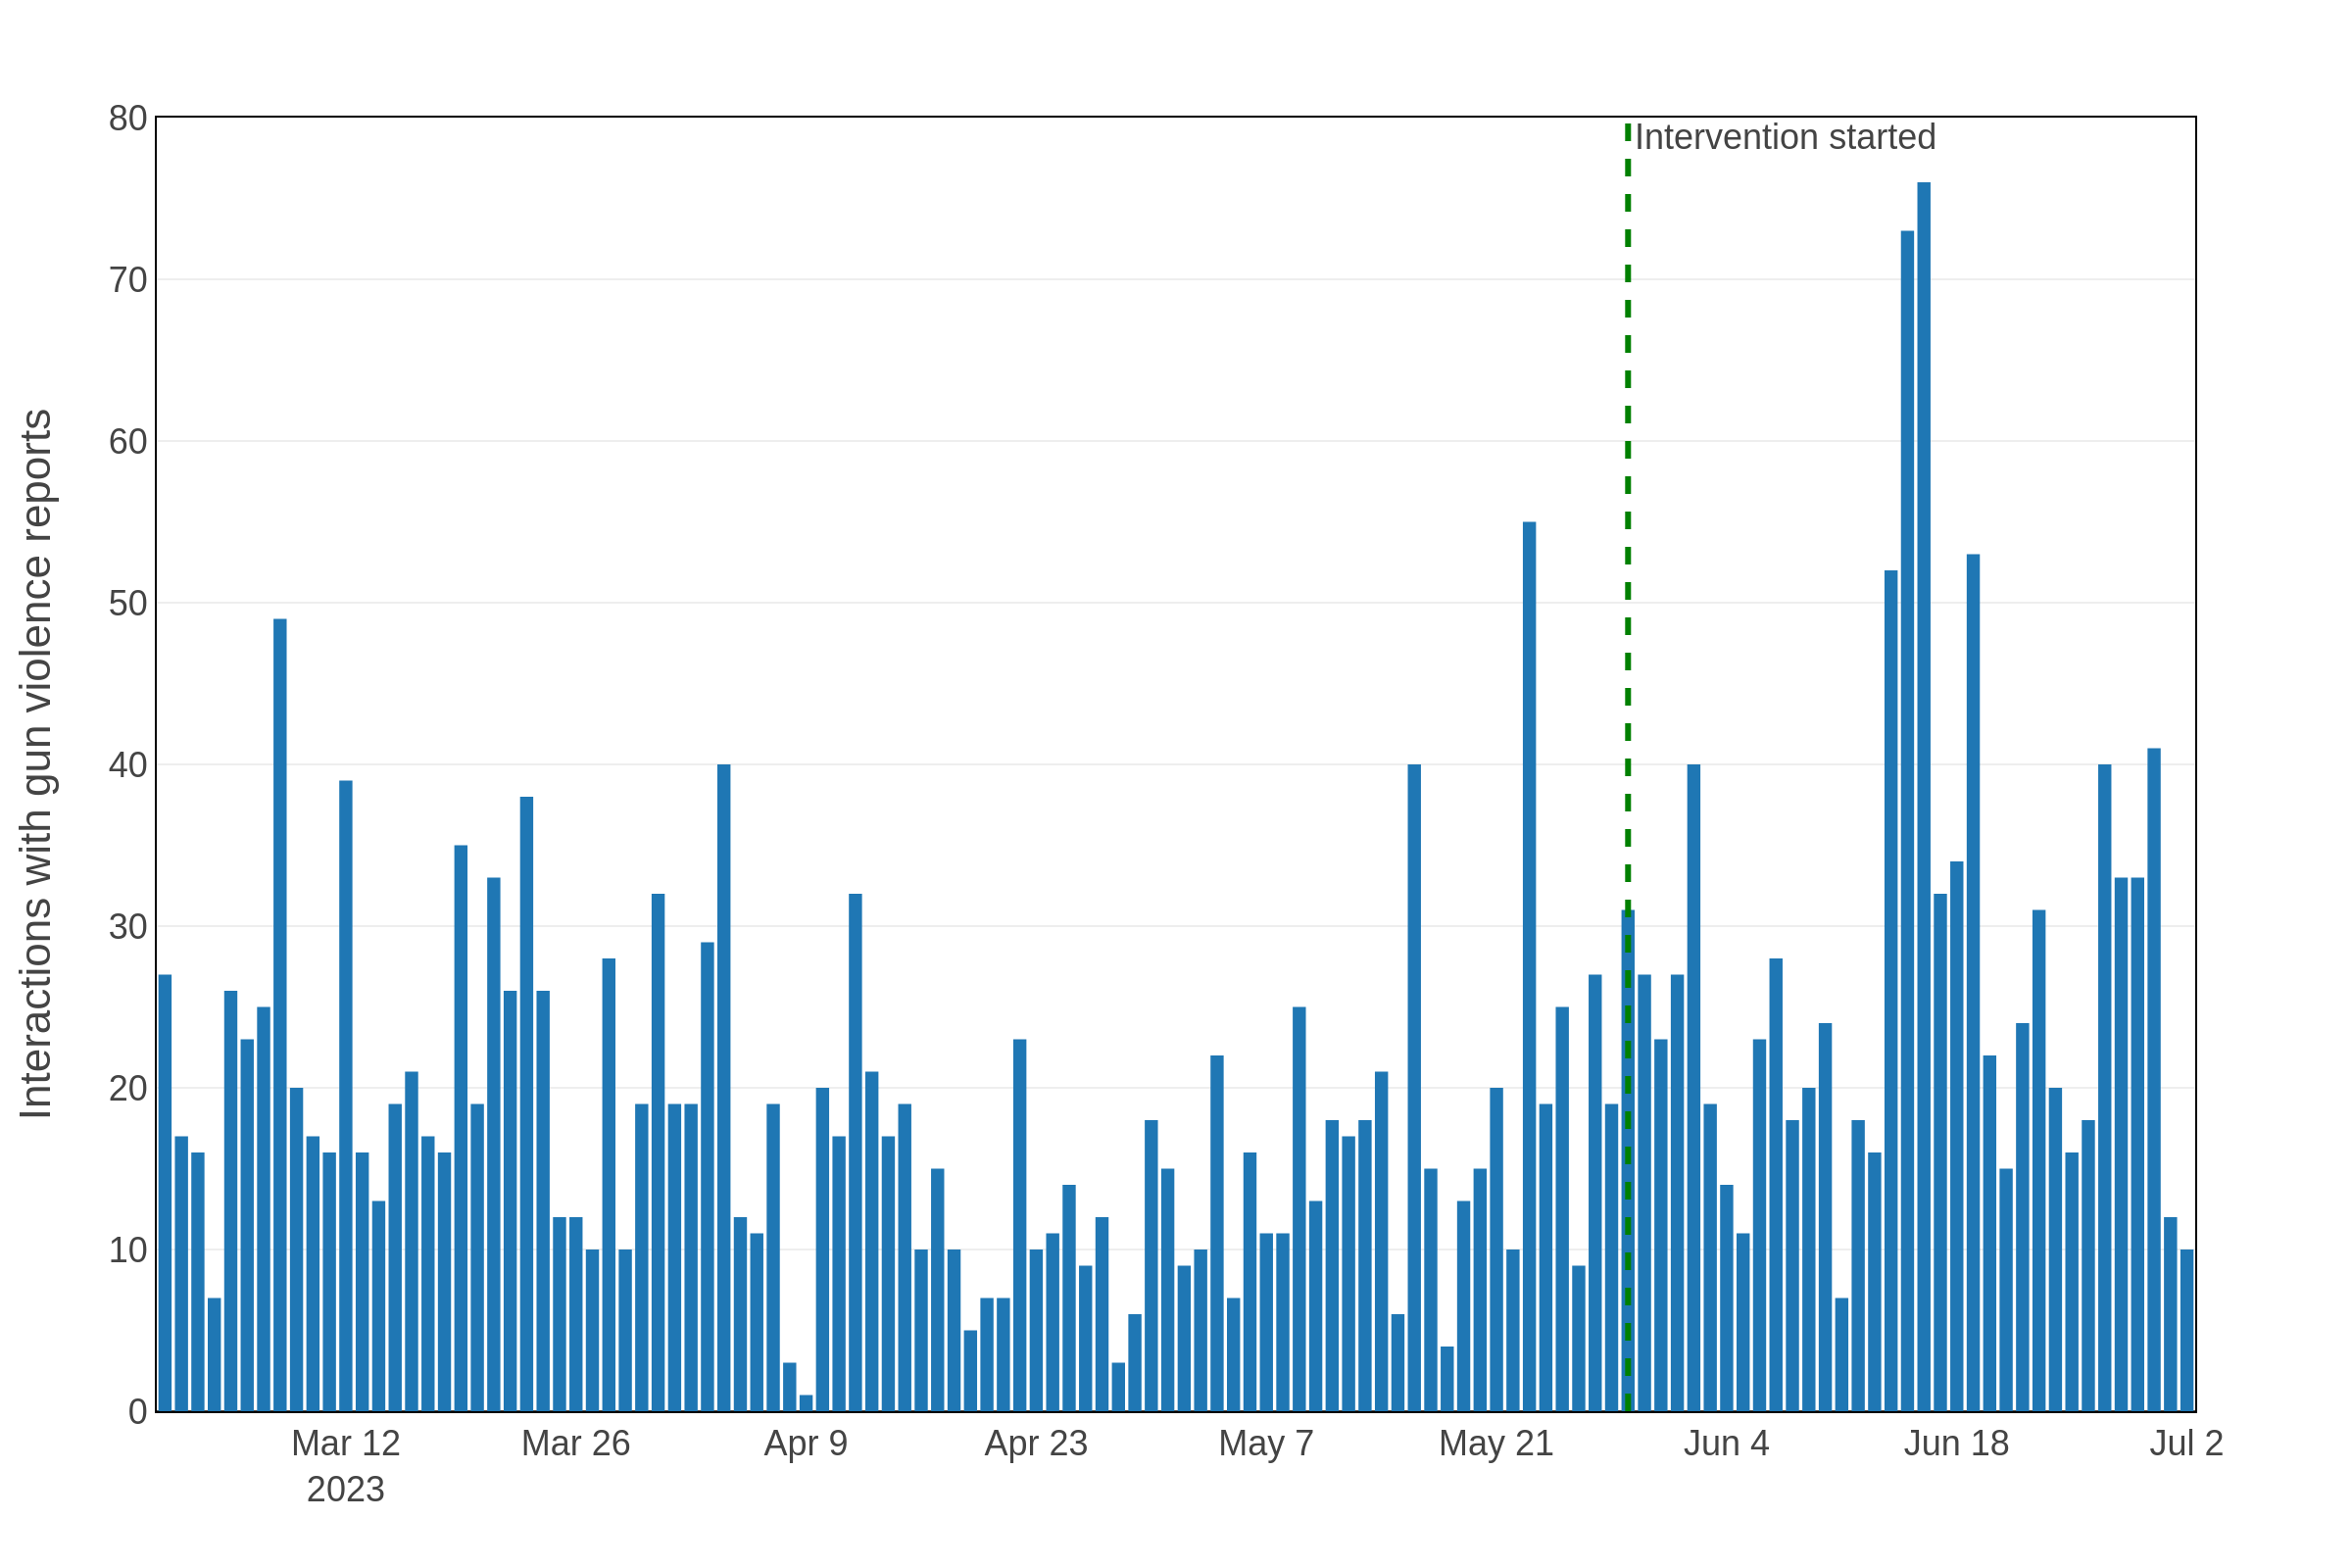 Interactions with gun violence reports
80
70
60
50
40
30
20
10
0
Intervention started
Mar 12
2023
Mar 26
Apr 9
Apr 23
May 7
May 21
Jun 4
Jun 18
Jul 2